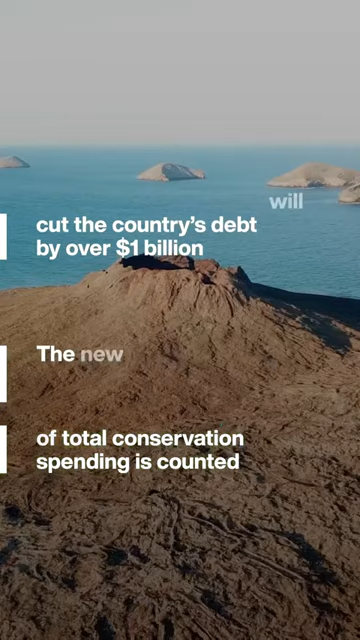 will
cut the country’s debt
by over $1 billion
The new
of total conservation
spending is counted